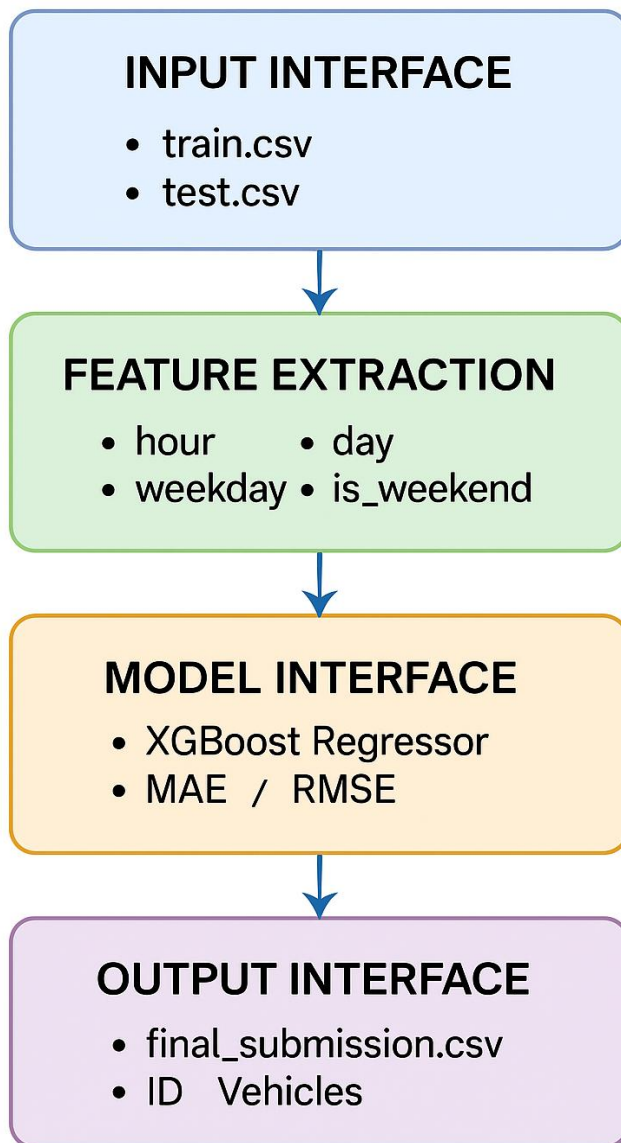 INPUT INTERFACE
• train.csv
• test.csv
FEATURE EXTRACTION
• hour • day
• weekday • is_weekend
MODEL INTERFACE
• XGBoost Regressor
• MAE / RMSE
OUTPUT INTERFACE
• final_submission.csv
• ID Vehicles